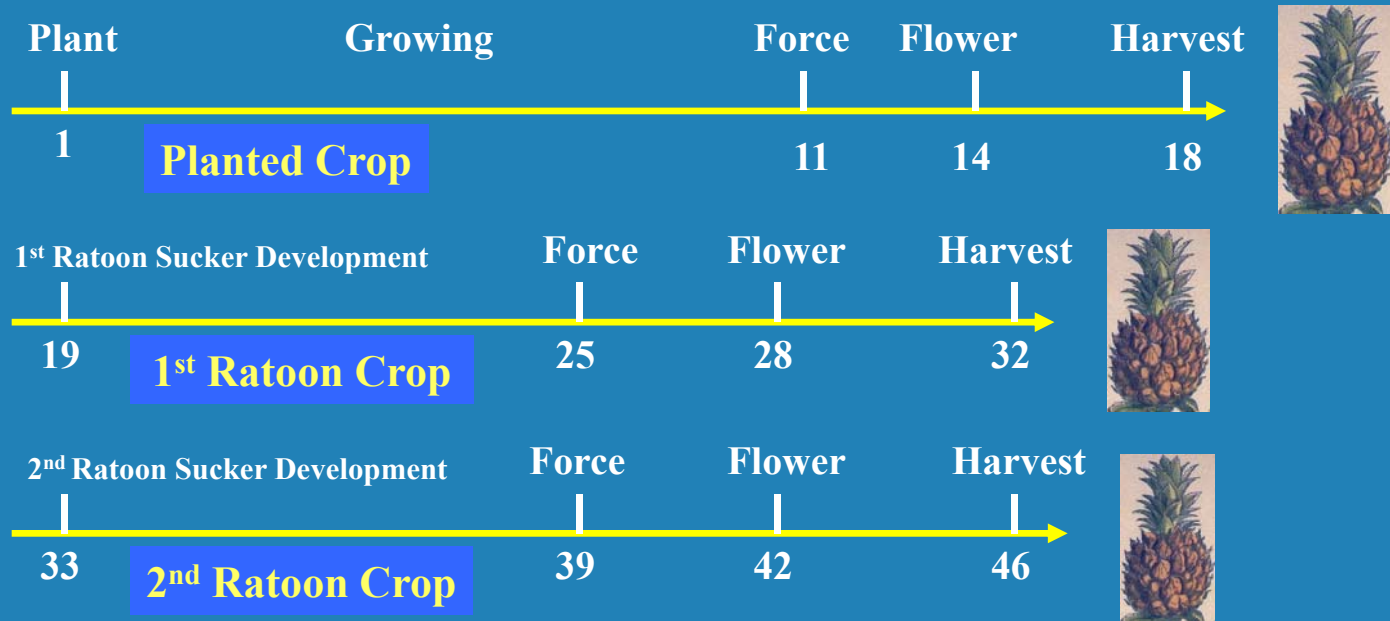 Plant Growing Force Flower Harvest
1 11 14 18
Planted Crop
1st Ratoon Sucker Development Force Flower Harvest
19 25 28 32
1st Ratoon Crop
2nd Ratoon Sucker Development Force Flower Harvest
33 39 42 46
2nd Ratoon Crop